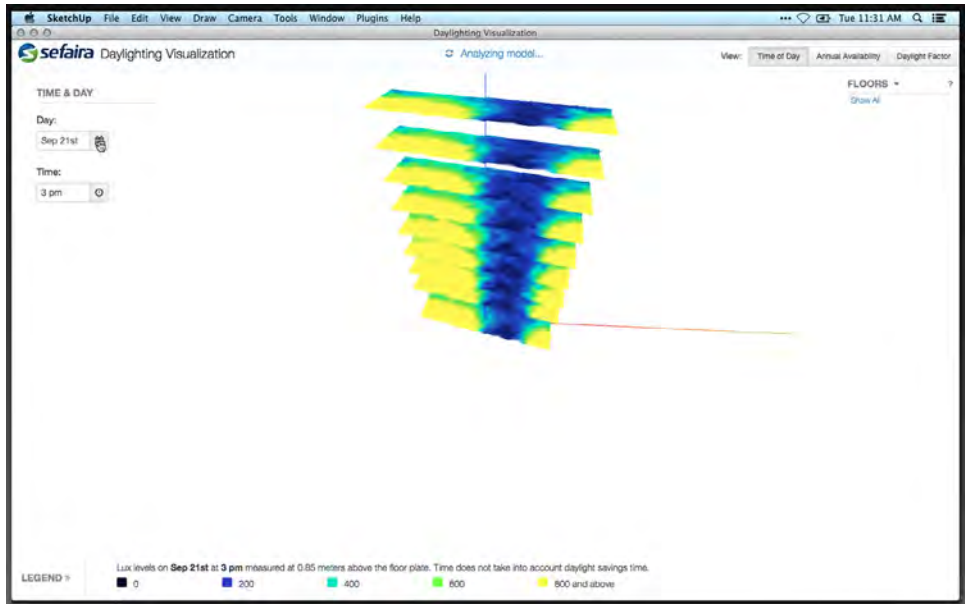 SketchUp File Edit View Draw Camera Tools Window Plugins Help Tue 11:31 AM
Daylighting Visualization
sefaira Daylighting Visualization
Analyzing model...
View: Time of Day Annual Availability Daylight Factor
FLOORS ?
Show All
TIME & DAY
Day:
Sep 21st
Time:
3 pm
Lux levels on Sep 21st at 3 pm measured at 0.85 meters above the floor plate. Time does not take into account daylight savings time.
LEGEND
0 200 400 600 800 and above